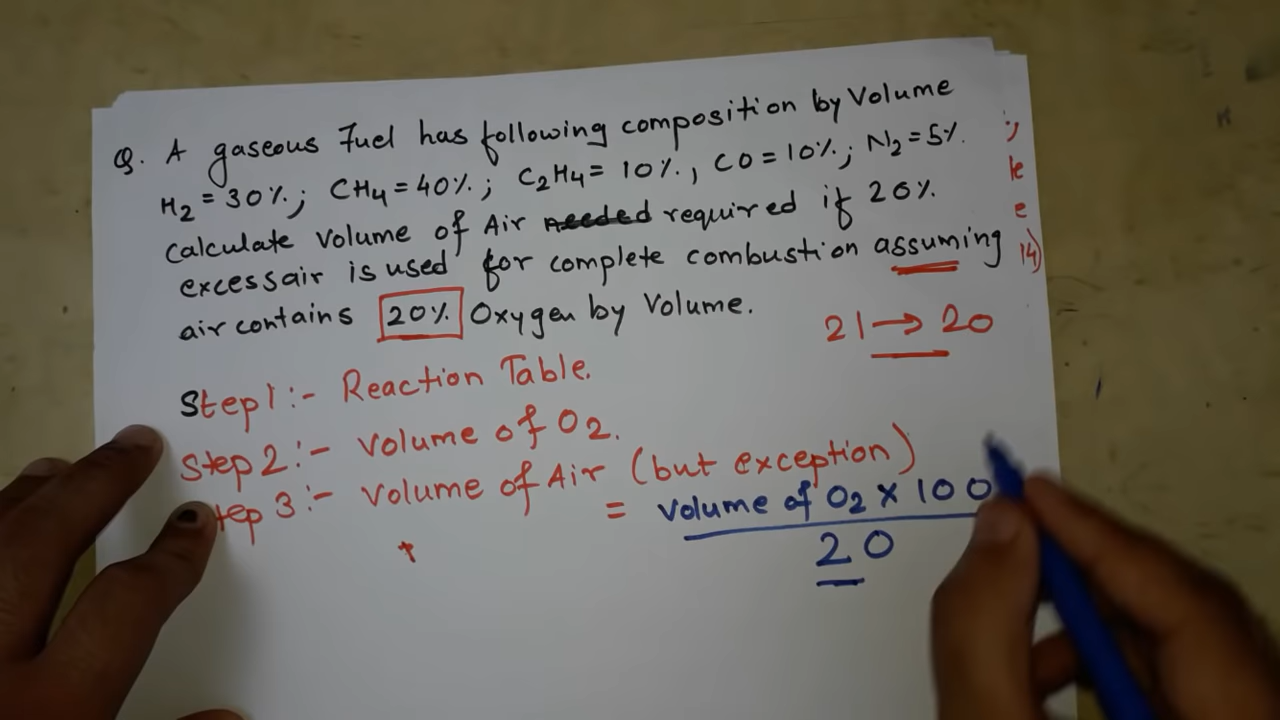 Q. A gaseous Fuel has following composition by Volume
H2 = 30%; CH4 = 40%; C2H4 = 10%, CO = 10%; N2 = 5%.
Calculate Volume of Air needed required if 20%
excess air is used for complete combustion assuming
air contains 20% Oxygen by Volume.
21 → 20
Step 1 :- Reaction Table.
Step 2 :- Volume of O2.
tep 3 :- Volume of Air (but exception)
= Volume of O2 × 100
20
e
14)